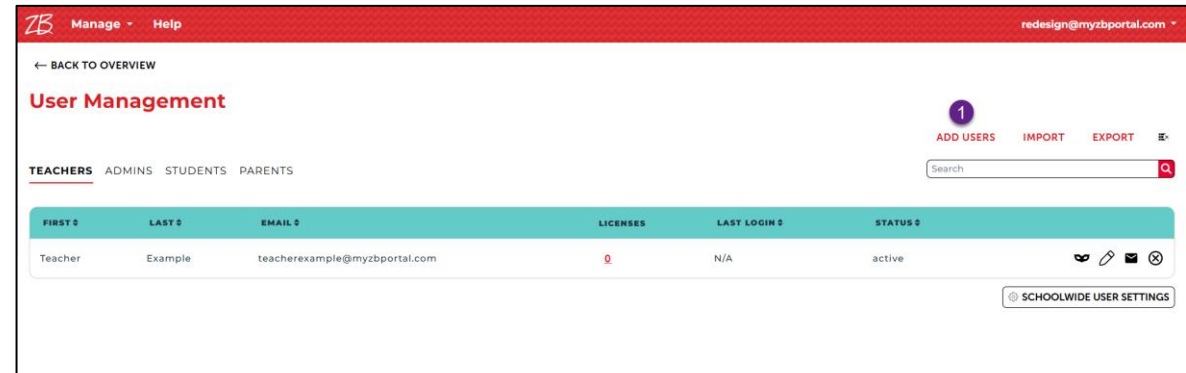 ZB Manage Help redesign@myzbportal.com
← BACK TO OVERVIEW
User Management
1
ADD USERS IMPORT EXPORT
TEACHERS ADMINS STUDENTS PARENTS Search
FIRST LAST EMAIL LICENSES LAST LOGIN STATUS
Teacher Example teacherexample@myzbportal.com 0 N/A active
SCHOOLWIDE USER SETTINGS